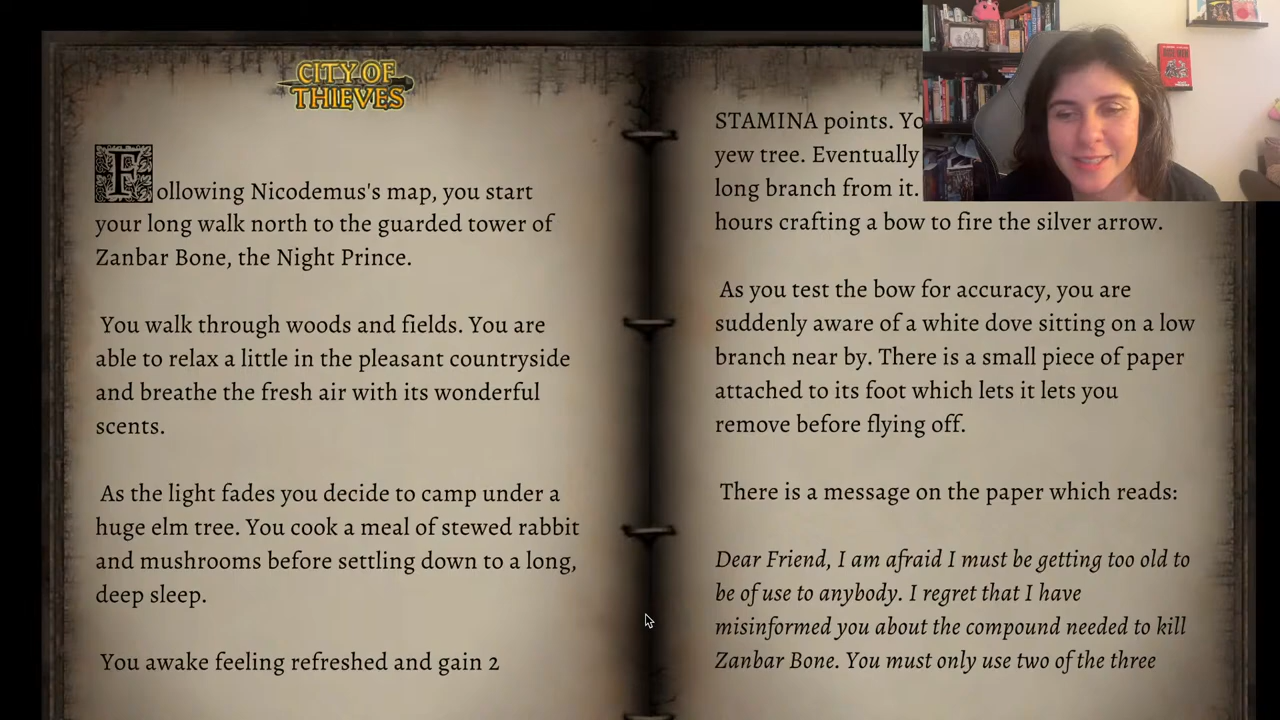 CITY OF
THIEVES
Following Nicodemus's map, you start
your long walk north to the guarded tower of
Zanbar Bone, the Night Prince.
You walk through woods and fields. You are
able to relax a little in the pleasant countryside
and breathe the fresh air with its wonderful
scents.
As the light fades you decide to camp under a
huge elm tree. You cook a meal of stewed rabbit
and mushrooms before settling down to a long,
deep sleep.
You awake feeling refreshed and gain 2
STAMINA points. Yo
yew tree. Eventually
long branch from it.
hours crafting a bow to fire the silver arrow.
As you test the bow for accuracy, you are
suddenly aware of a white dove sitting on a low
branch near by. There is a small piece of paper
attached to its foot which lets it lets you
remove before flying off.
There is a message on the paper which reads:
Dear Friend, I am afraid I must be getting too old to
be of use to anybody. I regret that I have
misinformed you about the compound needed to kill
Zanbar Bone. You must only use two of the three